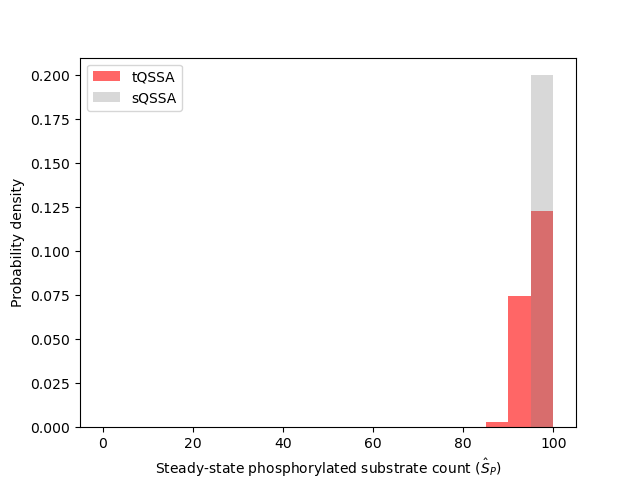 tQSSA
sQSSA
Probability density
0.200
0.175
0.150
0.125
0.100
0.075
0.050
0.025
0.000
0 20 40 60 80 100
Steady-state phosphorylated substrate count ($\hat{S}_P$)